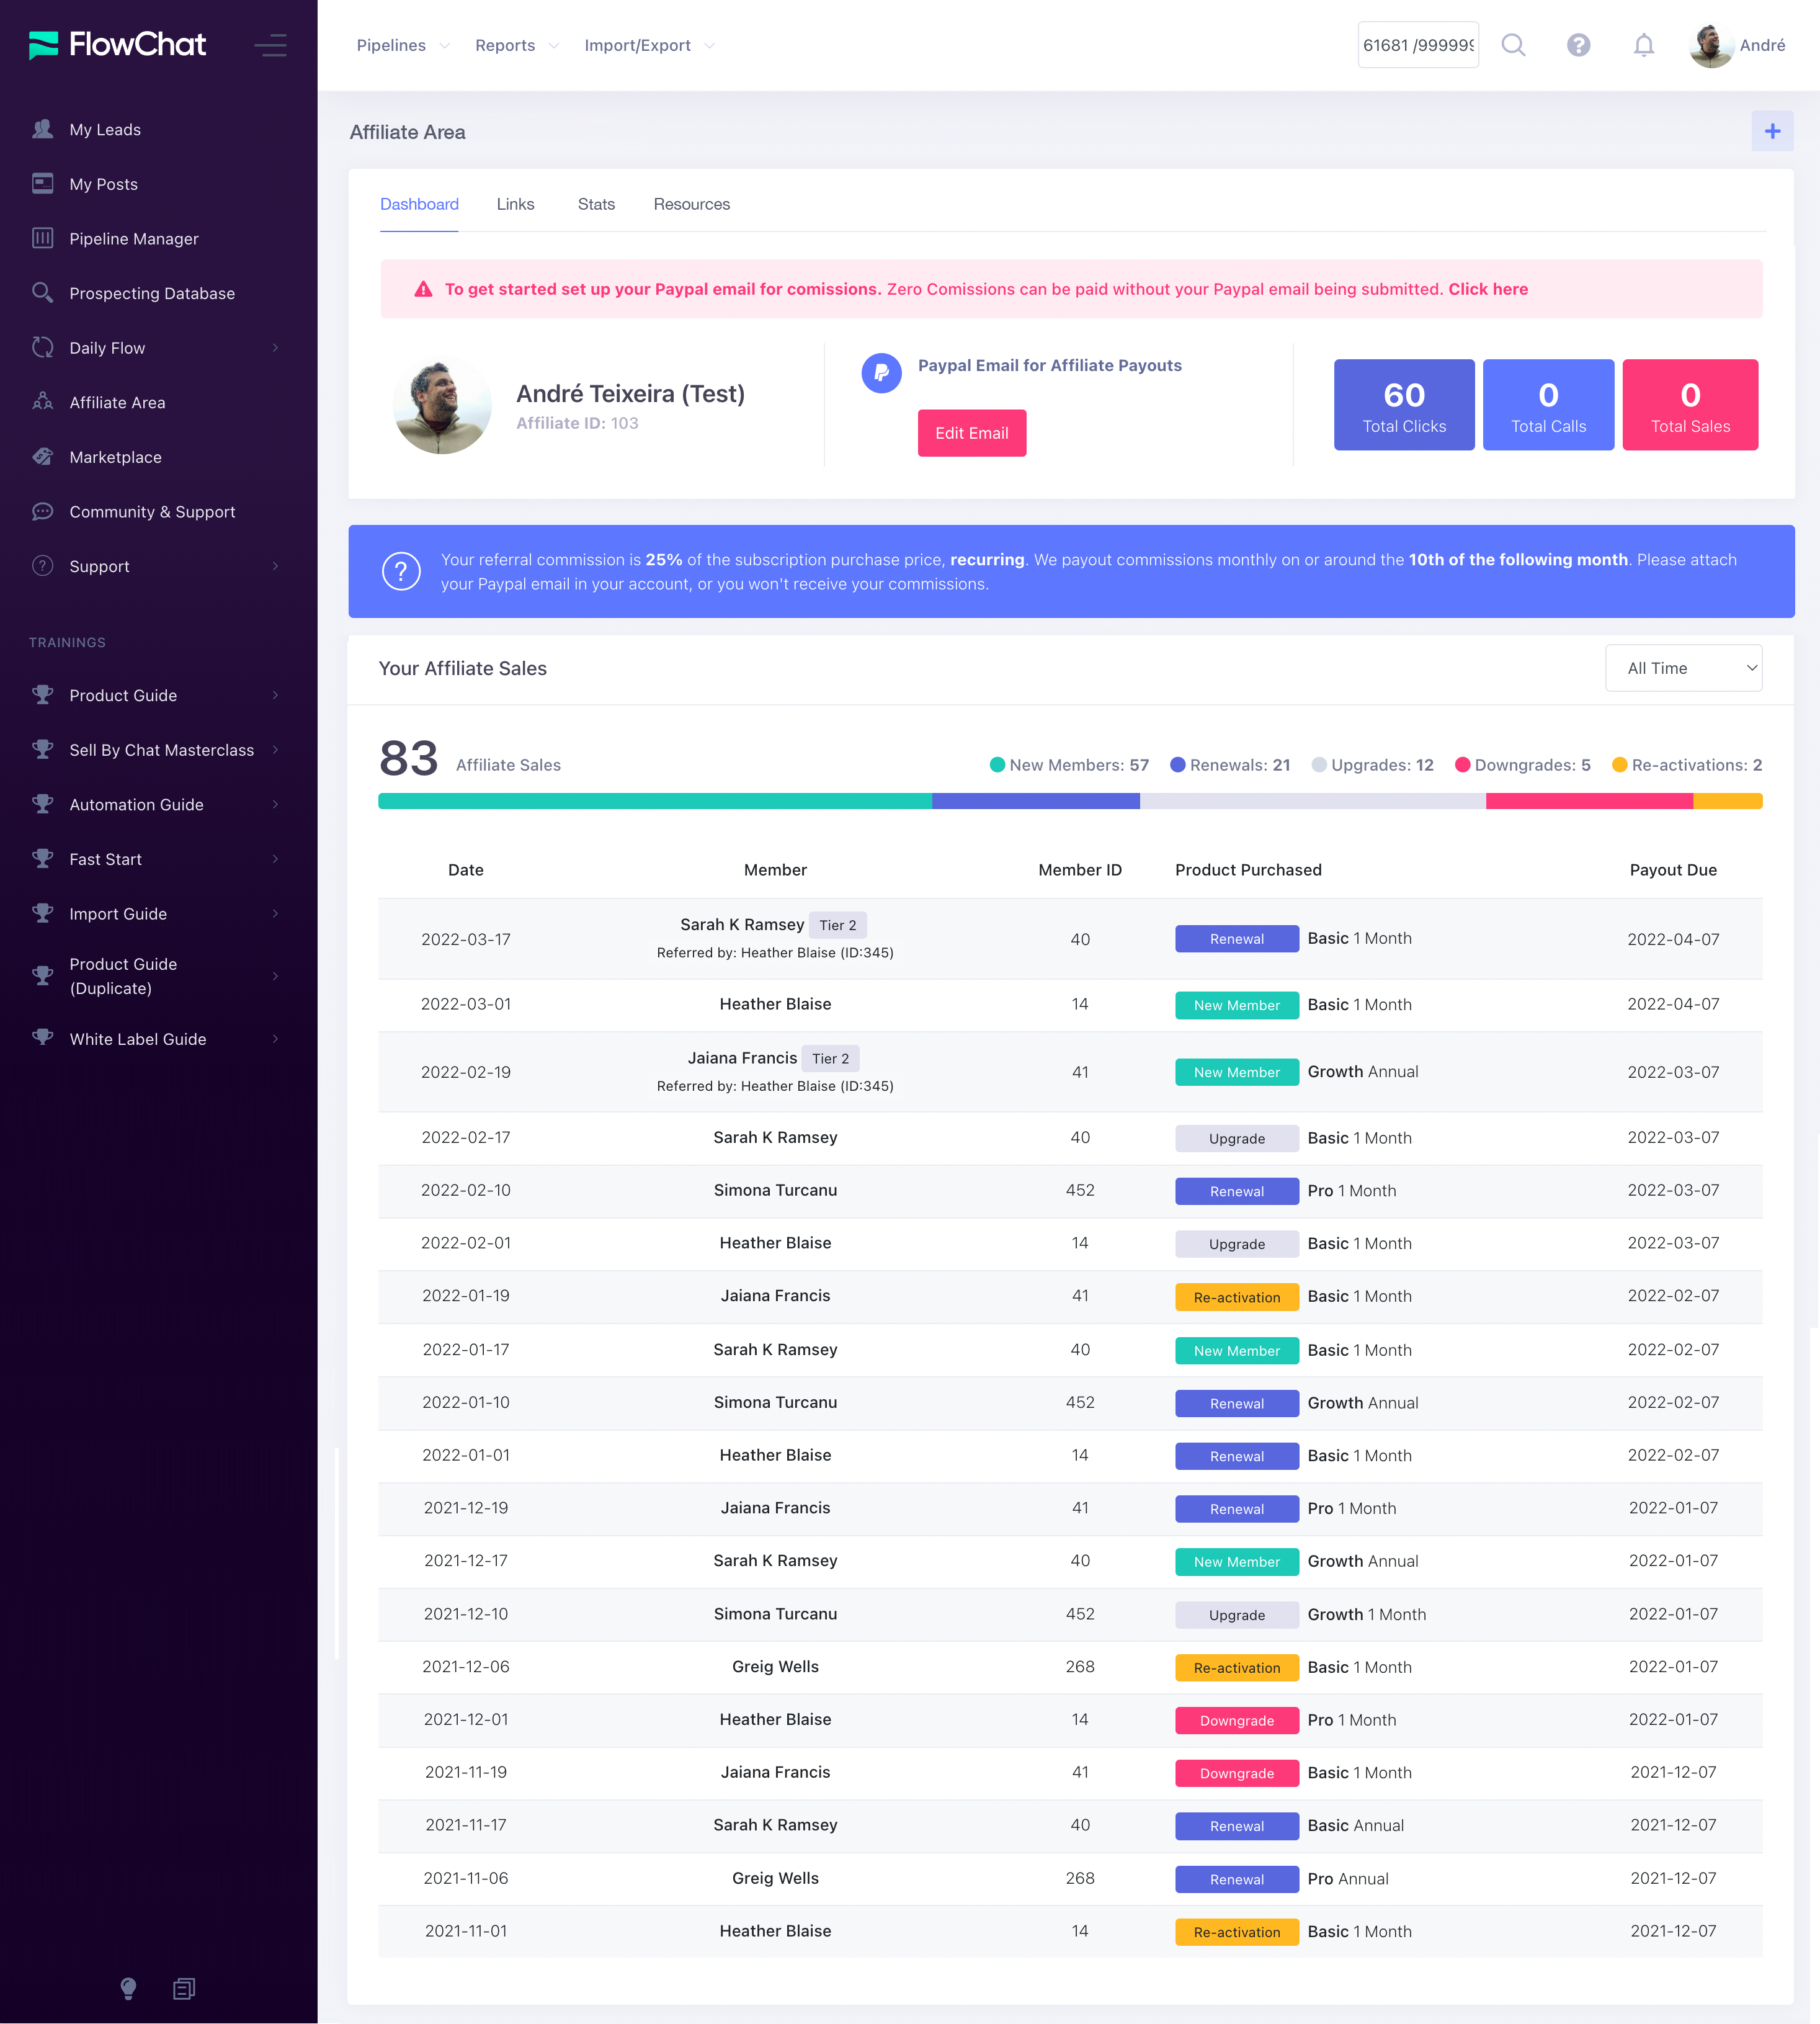 FlowChat
Pipelines
Reports
Import/Export
61681 /99999
André
My Leads
My Posts
Pipeline Manager
Prospecting Database
Daily Flow
Affiliate Area
Marketplace
Community & Support
Support
TRAININGS
Product Guide
Sell By Chat Masterclass
Automation Guide
Fast Start
Import Guide
Product Guide
(Duplicate)
White Label Guide
Affiliate Area
Dashboard
Links
Stats
Resources
To get started set up your Paypal email for comissions. Zero Comissions can be paid without your Paypal email being submitted. Click here
André Teixeira (Test)
Affiliate ID: 103
Paypal Email for Affiliate Payouts
Edit Email
60
Total Clicks
0
Total Calls
0
Total Sales
Your referral commission is 25% of the subscription purchase price, recurring. We payout commissions monthly on or around the 10th of the following month. Please attach
your Paypal email in your account, or you won't receive your commissions.
Your Affiliate Sales
All Time
83 Affiliate Sales
New Members: 57 Renewals: 21 Upgrades: 12 Downgrades: 5 Re-activations: 2
Date Member Member ID Product Purchased Payout Due
2022-03-17 Sarah K Ramsey Tier 2 40 Renewal Basic 1 Month 2022-04-07
Referred by: Heather Blaise (ID:345)
2022-03-01 Heather Blaise 14 New Member Basic 1 Month 2022-04-07
2022-02-19 Jaiana Francis Tier 2 41 New Member Growth Annual 2022-03-07
Referred by: Heather Blaise (ID:345)
2022-02-17 Sarah K Ramsey 40 Upgrade Basic 1 Month 2022-03-07
2022-02-10 Simona Turcanu 452 Renewal Pro 1 Month 2022-03-07
2022-02-01 Heather Blaise 14 Upgrade Basic 1 Month 2022-03-07
2022-01-19 Jaiana Francis 41 Re-activation Basic 1 Month 2022-02-07
2022-01-17 Sarah K Ramsey 40 New Member Basic 1 Month 2022-02-07
2022-01-10 Simona Turcanu 452 Renewal Growth Annual 2022-02-07
2022-01-01 Heather Blaise 14 Renewal Basic 1 Month 2022-02-07
2021-12-19 Jaiana Francis 41 Renewal Pro 1 Month 2022-01-07
2021-12-17 Sarah K Ramsey 40 New Member Growth Annual 2022-01-07
2021-12-10 Simona Turcanu 452 Upgrade Growth 1 Month 2022-01-07
2021-12-06 Greig Wells 268 Re-activation Basic 1 Month 2022-01-07
2021-12-01 Heather Blaise 14 Downgrade Pro 1 Month 2022-01-07
2021-11-19 Jaiana Francis 41 Downgrade Basic 1 Month 2021-12-07
2021-11-17 Sarah K Ramsey 40 Renewal Basic Annual 2021-12-07
2021-11-06 Greig Wells 268 Renewal Pro Annual 2021-12-07
2021-11-01 Heather Blaise 14 Re-activation Basic 1 Month 2021-12-07